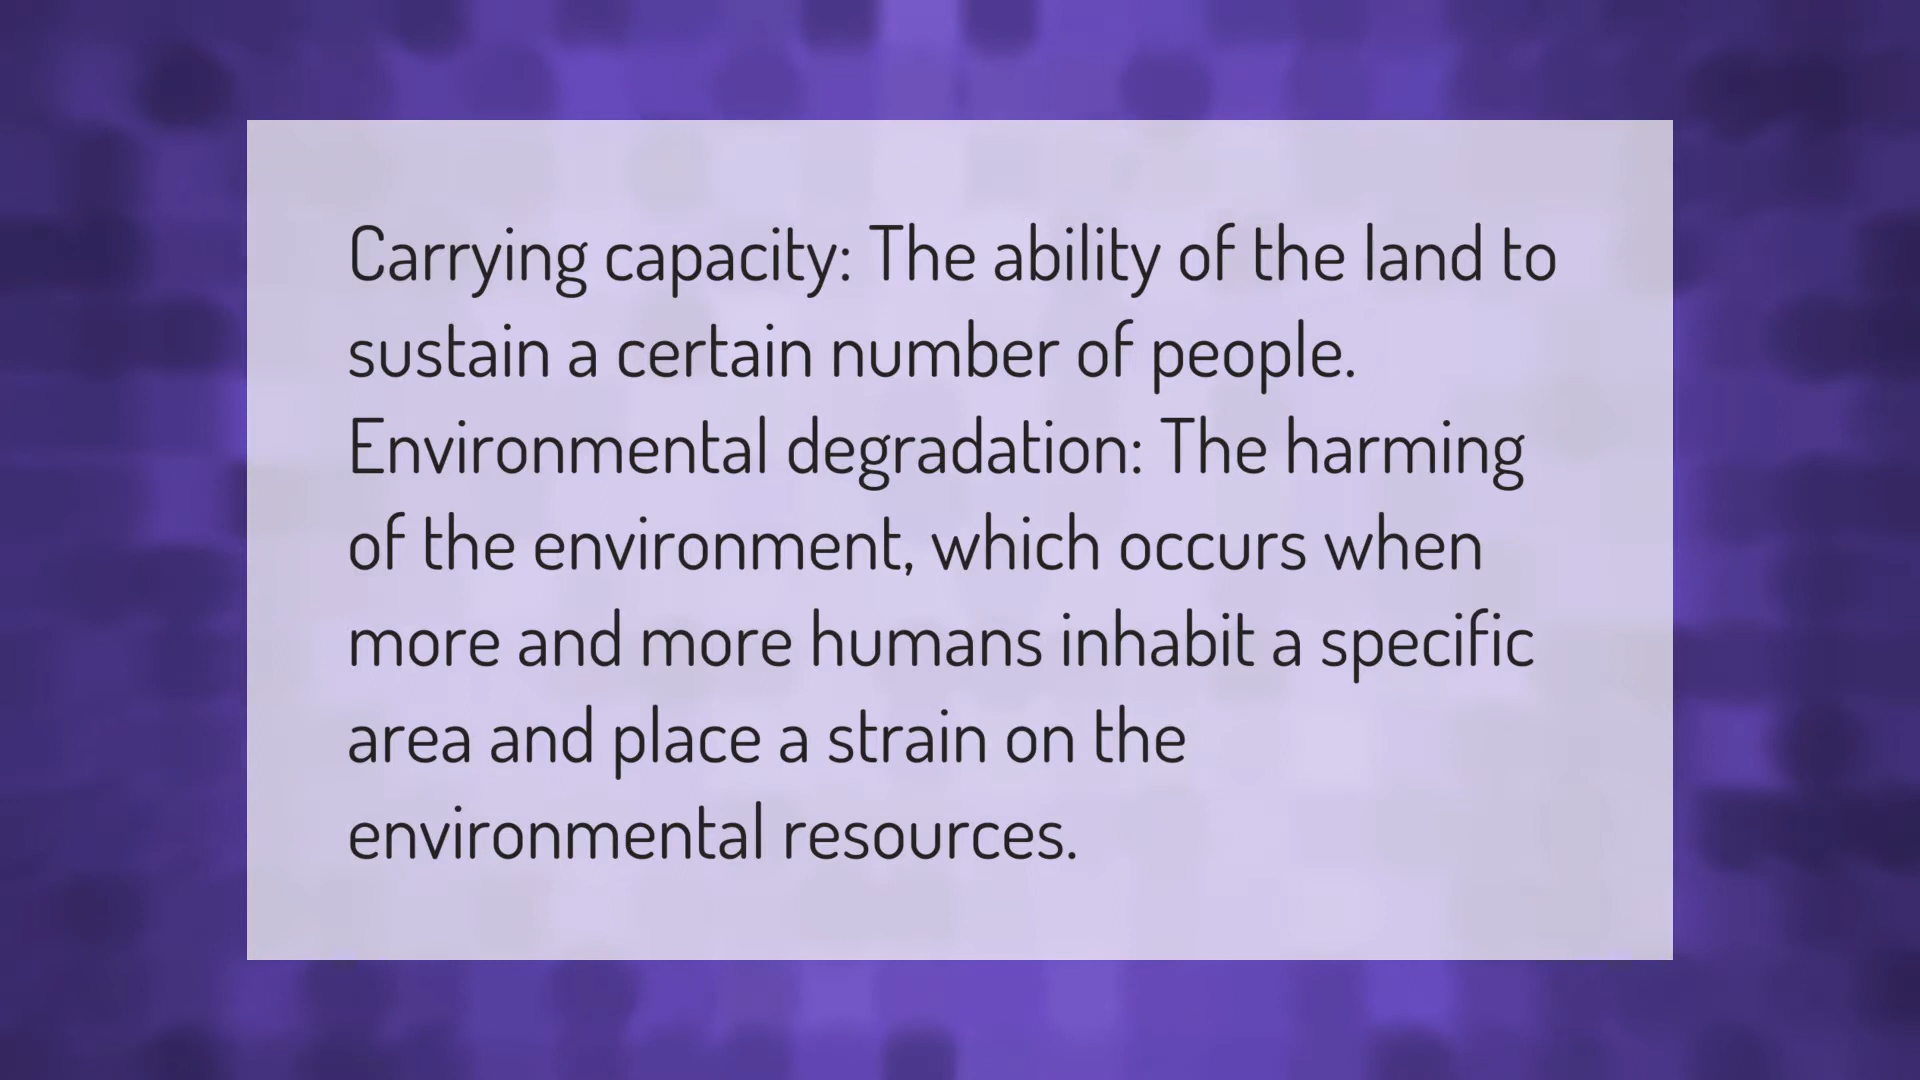 Carrying capacity: The ability of the land to
sustain a certain number of people.
Environmental degradation: The harming
of the environment, which occurs when
more and more humans inhabit a specific
area and place a strain on the
environmental resources.